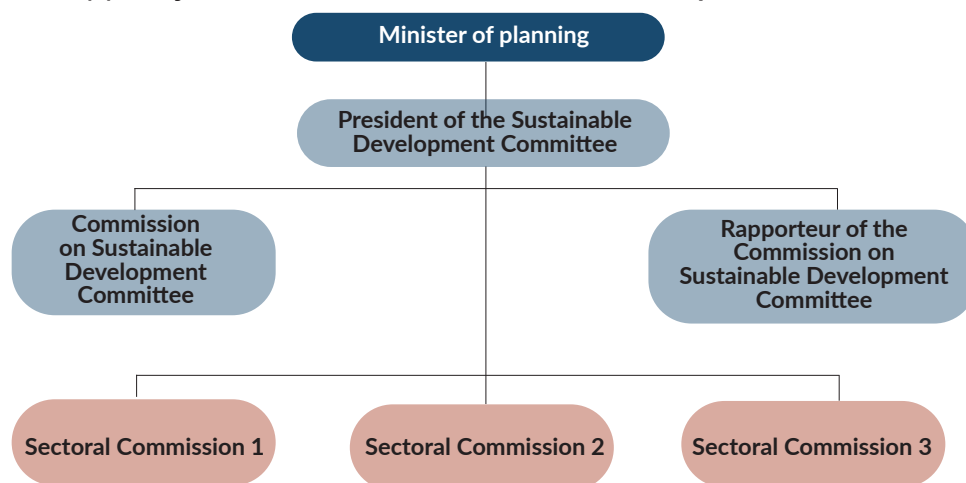 Minister of planning
President of the Sustainable
Development Committee
Commission
on Sustainable
Development
Committee
Rapporteur of the
Commission on
Sustainable Development
Committee
Sectoral Commission 1
Sectoral Commission 2
Sectoral Commission 3